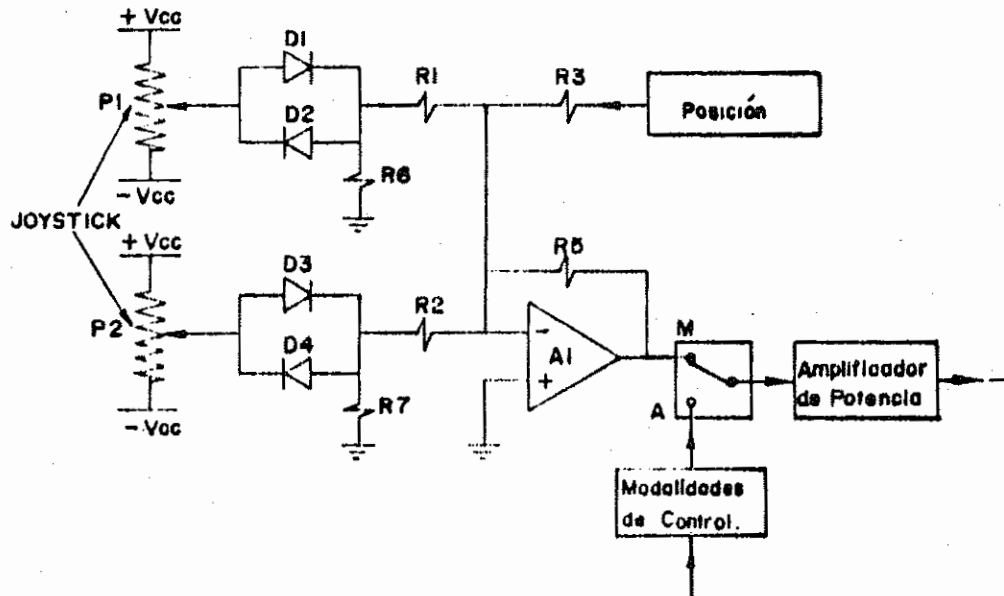 + Vcc
P1
- Vcc
D1
D2
R1
R6
R3
Posición
JOYSTICK
+ Vcc
P2
- Vcc
D3
D4
R2
R7
R5
-
A1
+
M
A
Amplificador
de Potencia
Modalidades
de Control.